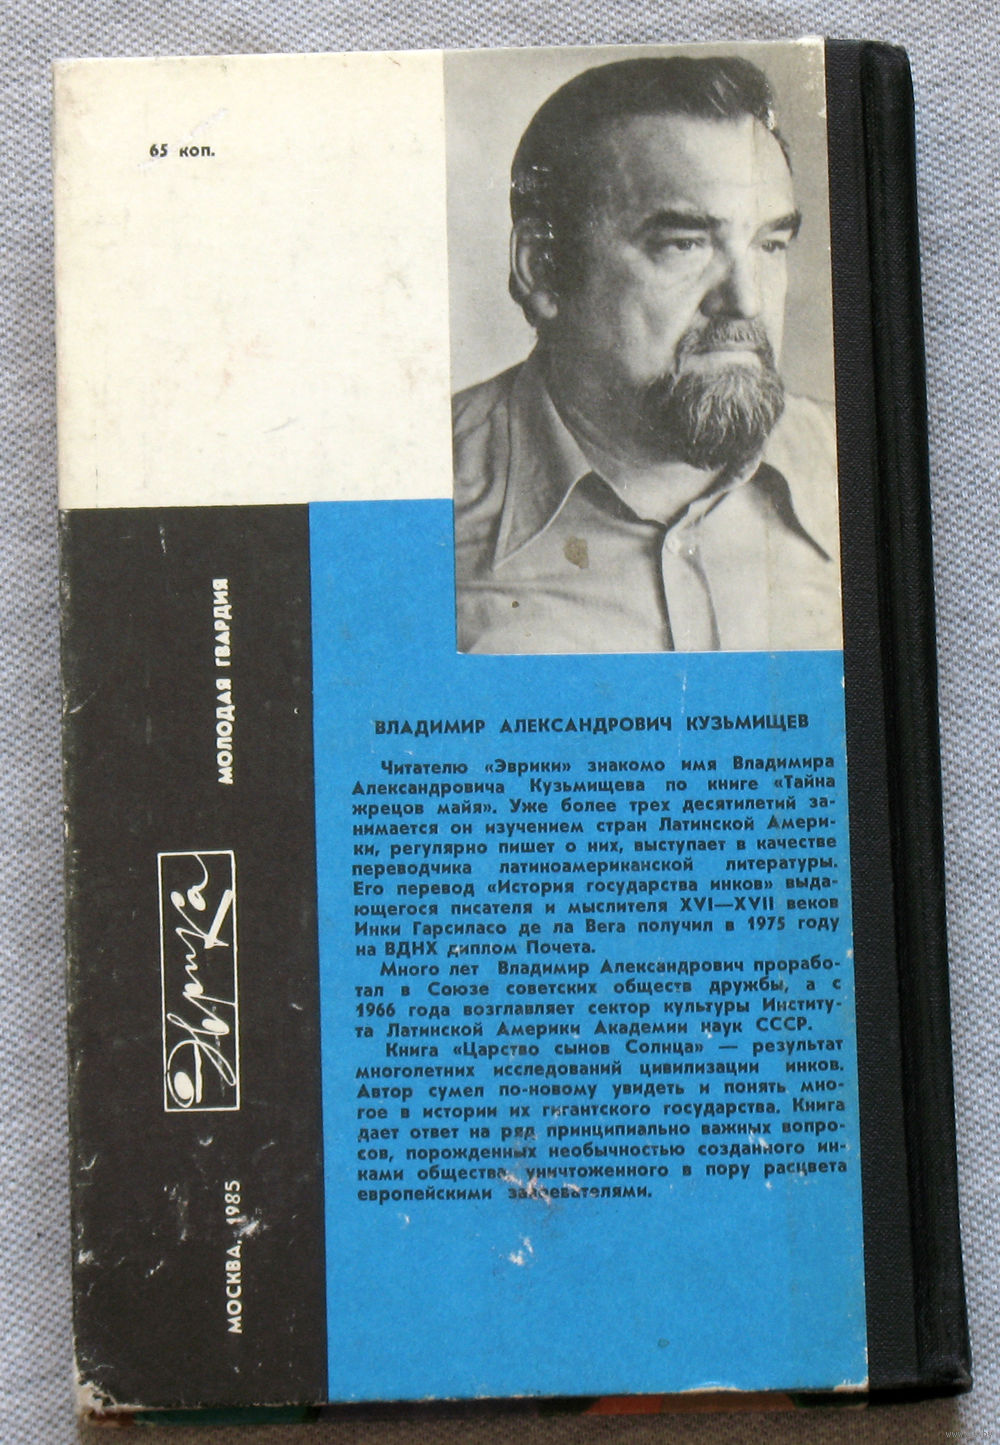 65 коп.
ВЛАДИМИР АЛЕКСАНДРОВИЧ КУЗЬМИЩЕВ
Читателю «Эврики» знакомо имя Владимира
Александровича Кузьмищева по книге «Тайна
жрецов майя». Уже более трех десятилетий за-
нимается он изучением стран Латинской Амери-
ки, регулярно пишет о них, выступает в качестве
переводчика латиноамериканской литературы.
Его перевод «История государства инков» выда-
ющегося писателя и мыслителя XVI—XVII веков
Инки Гарсиласо де ла Вега получил в 1975 году
на ВДНХ диплом Почета.
Много лет Владимир Александрович прорабо-
тал в Союзе советских обществ дружбы, а с
1966 года возглавляет сектор культуры Институ-
та Латинской Америки Академии наук СССР.
Книга «Царство сынов Солнца» — результат
многолетних исследований цивилизации инков.
Автор сумел по-новому увидеть и понять мно-
гое в истории их гигантского государства. Книга
дает ответ на ряд принципиально важных вопро-
сов, порожденных необычностью созданного ин-
ками общества, уничтоженного в пору расцвета
европейскими завоевателями.
МОЛОДАЯ ГВАРДИЯ
Эврика
МОСКВА, 1985